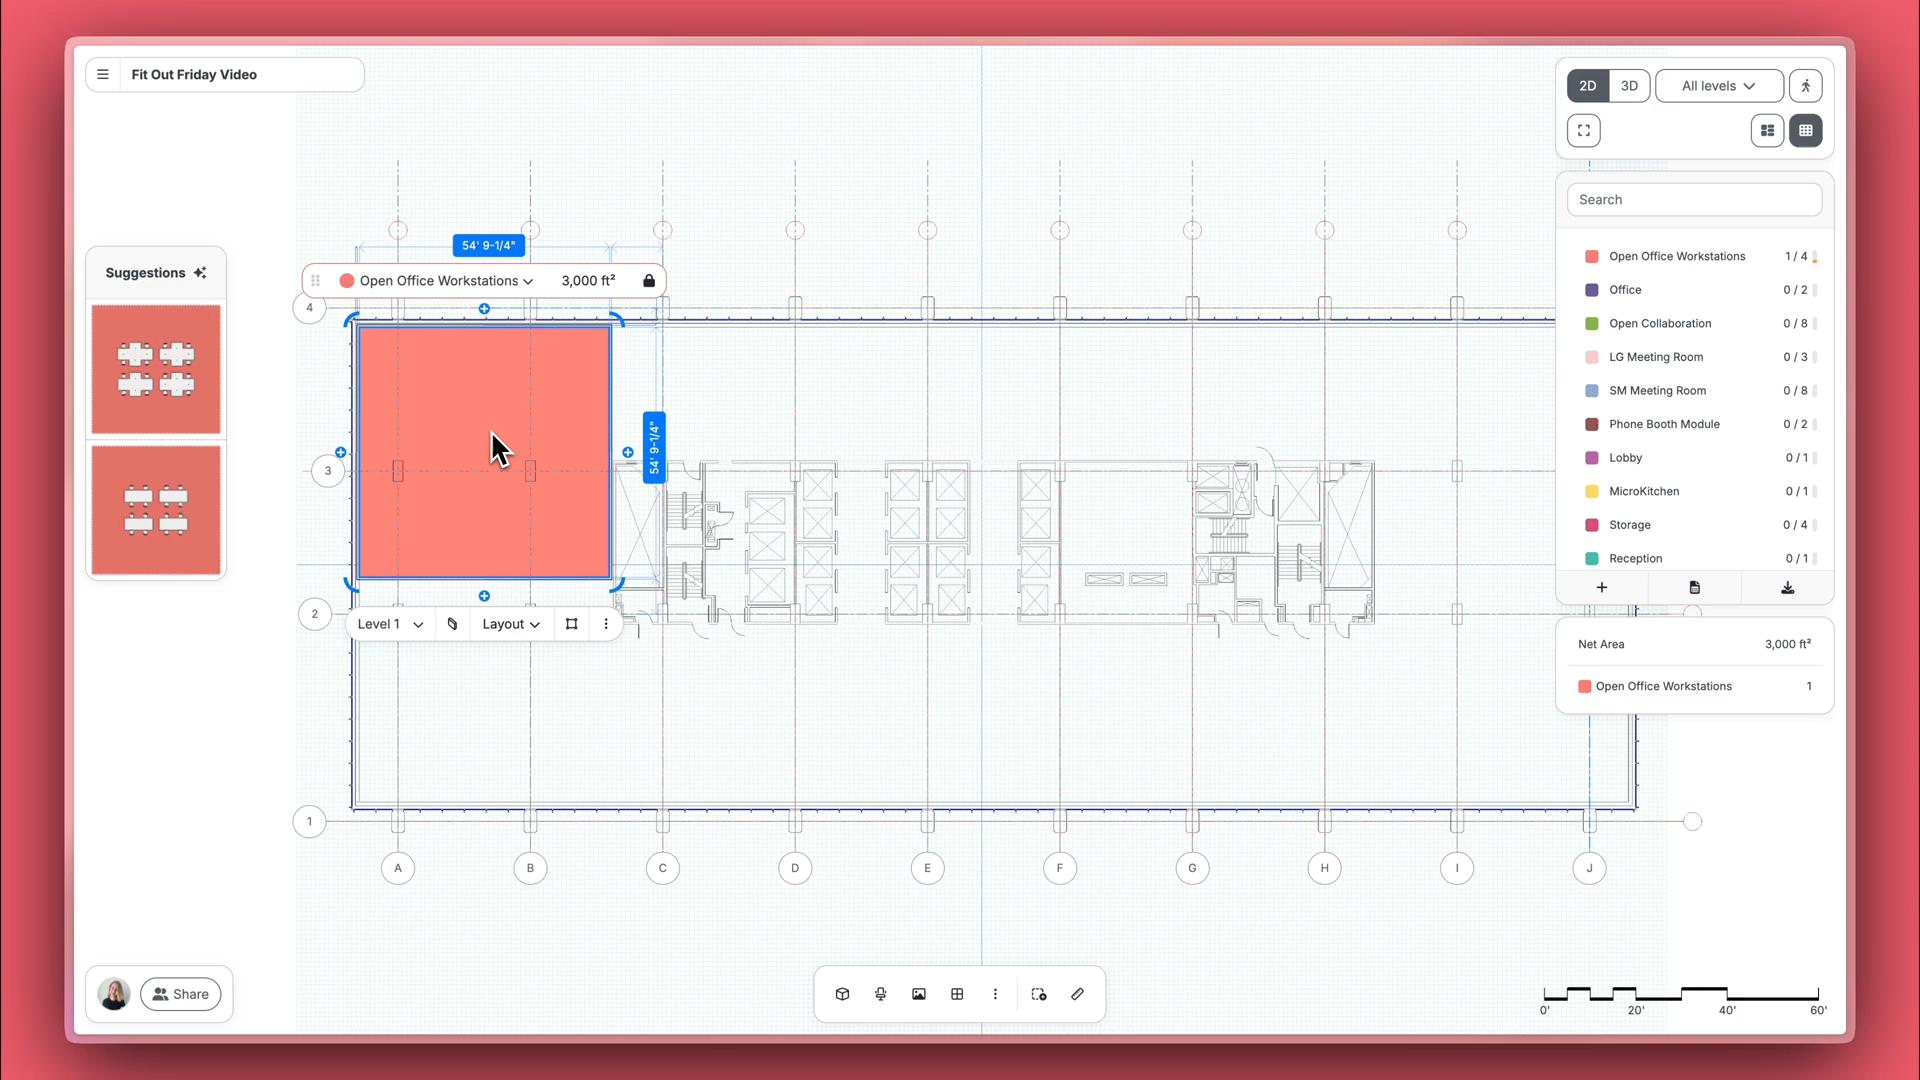 Fit Out Friday Video
2D 3D All levels
Search
Open Office Workstations 1 / 4
Office 0 / 2
Open Collaboration 0 / 8
LG Meeting Room 0 / 3
SM Meeting Room 0 / 8
Phone Booth Module 0 / 2
Lobby 0 / 1
MicroKitchen 0 / 1
Storage 0 / 4
Reception 0 / 1
Net Area 3,000 ft²
Open Office Workstations 1
Suggestions
54' 9-1/4"
Open Office Workstations 3,000 ft²
54' 9-1/4"
4
3
2
1
Level 1 Layout
A B C D E F G H I J
Share
0' 20' 40' 60'